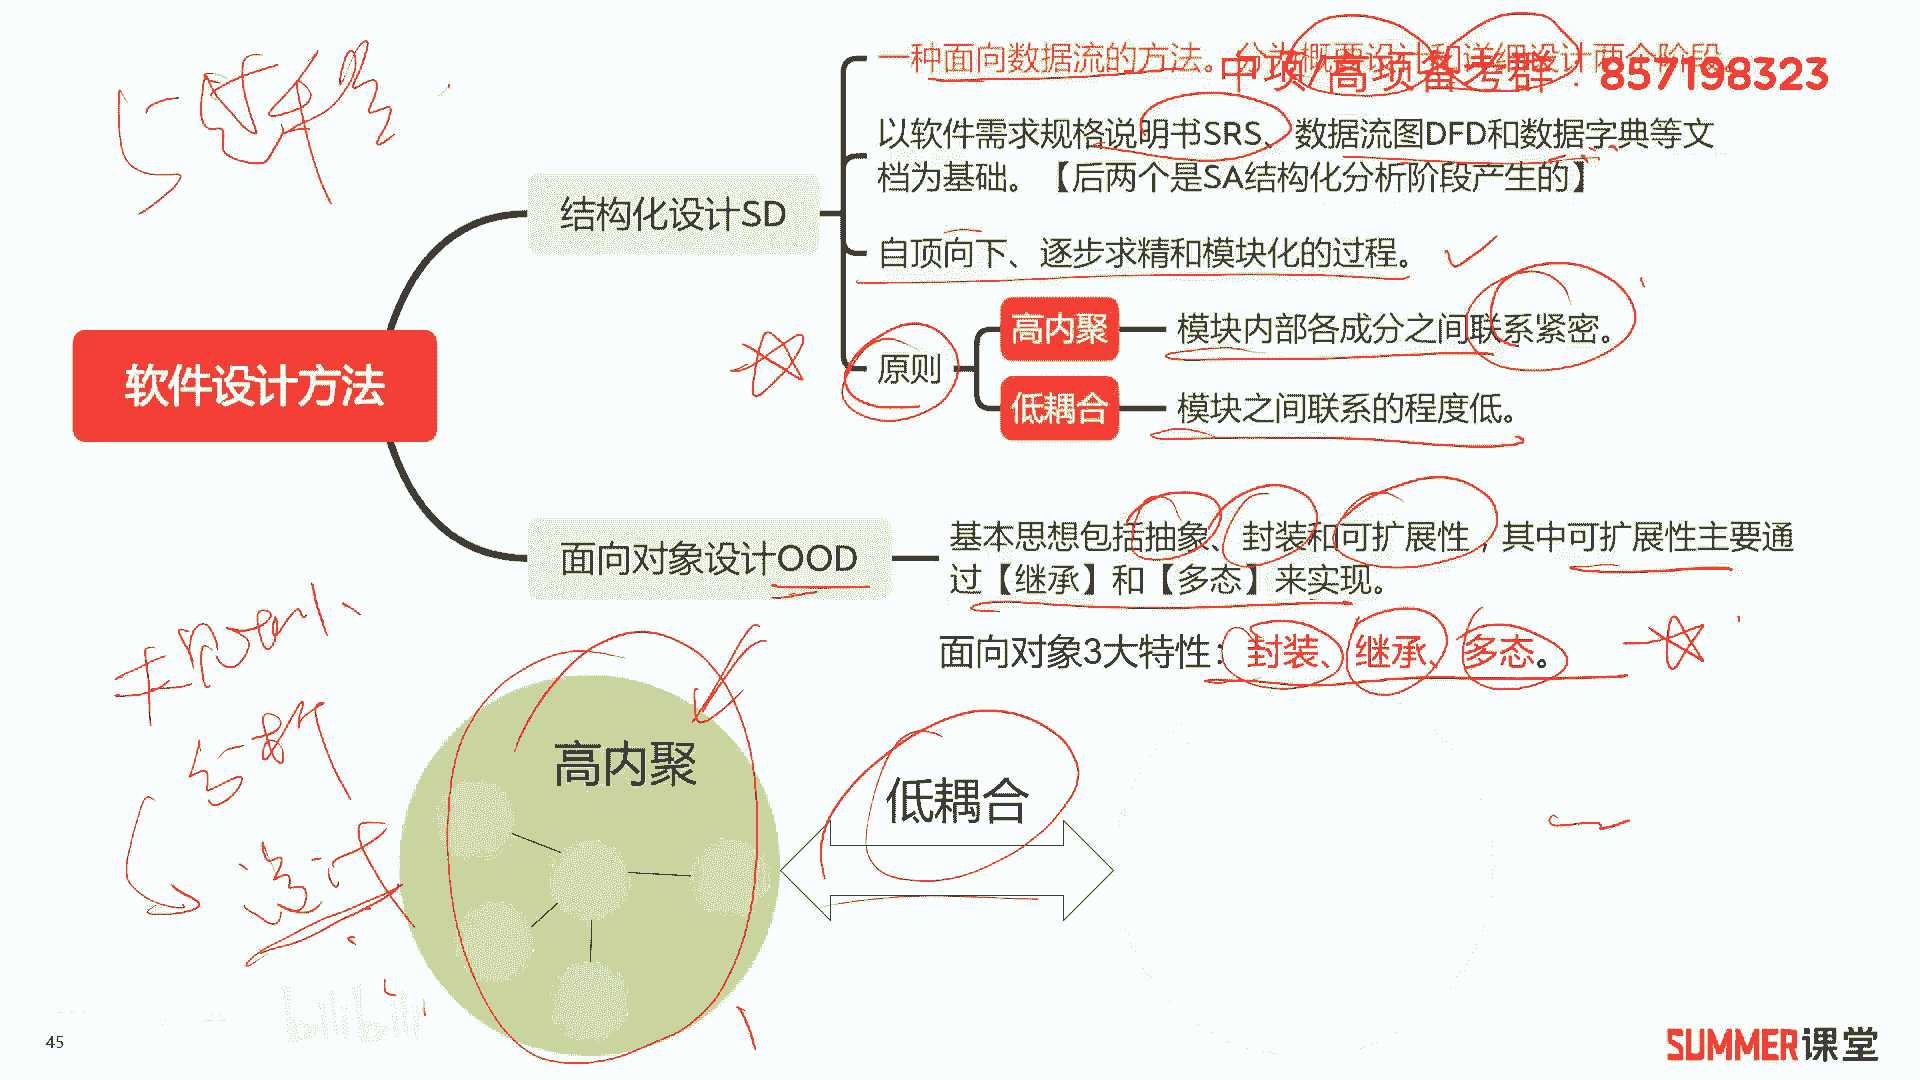 一种面向数据流的方法。分为概要设计和详细设计两个阶段。
中项/高项备考群：857198323
以软件需求规格说明书SRS、数据流图DFD和数据字典等文
档为基础。【后两个是SA结构化分析阶段产生的】
结构化设计SD
自顶向下、逐步求精和模块化的过程。
高内聚
模块内部各成分之间联系紧密。
原则
低耦合
模块之间联系的程度低。
软件设计方法
面向对象设计OOD
基本思想包括抽象、封装和可扩展性，其中可扩展性主要通
过【继承】和【多态】来实现。
面向对象3大特性：封装、继承、多态。
高内聚
低耦合
设计
bilibili
45
SUMMER课堂